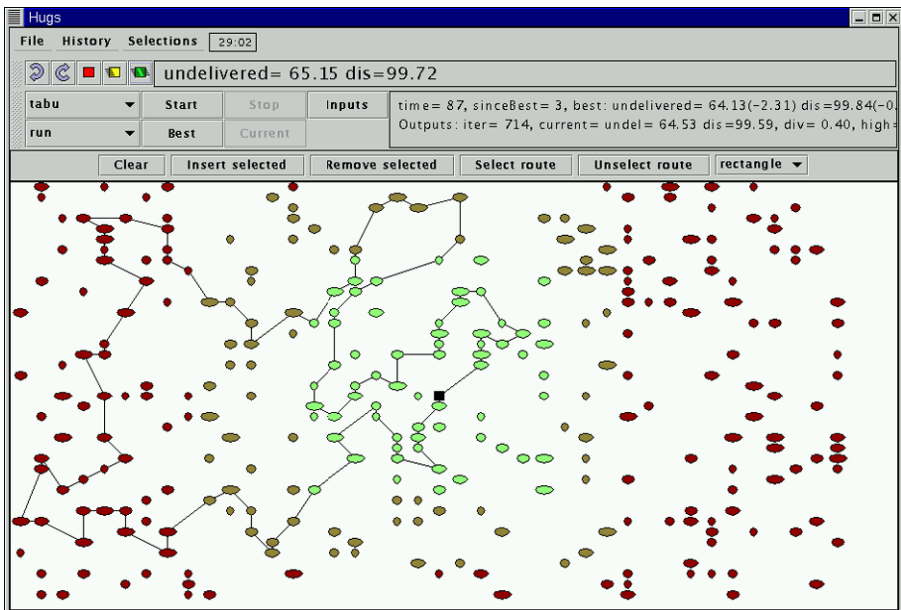 Hugs
File History Selections 29:02
undelivered= 65.15 dis=99.72
tabu Start Stop Inputs
time= 87, sinceBest= 3, best: undelivered= 64.13(-2.31) dis=99.84(-0.
run Best Current
Outputs: iter= 714, current= undel= 64.53 dis=99.59, div= 0.40, high=
Clear Insert selected Remove selected Select route Unselect route rectangle